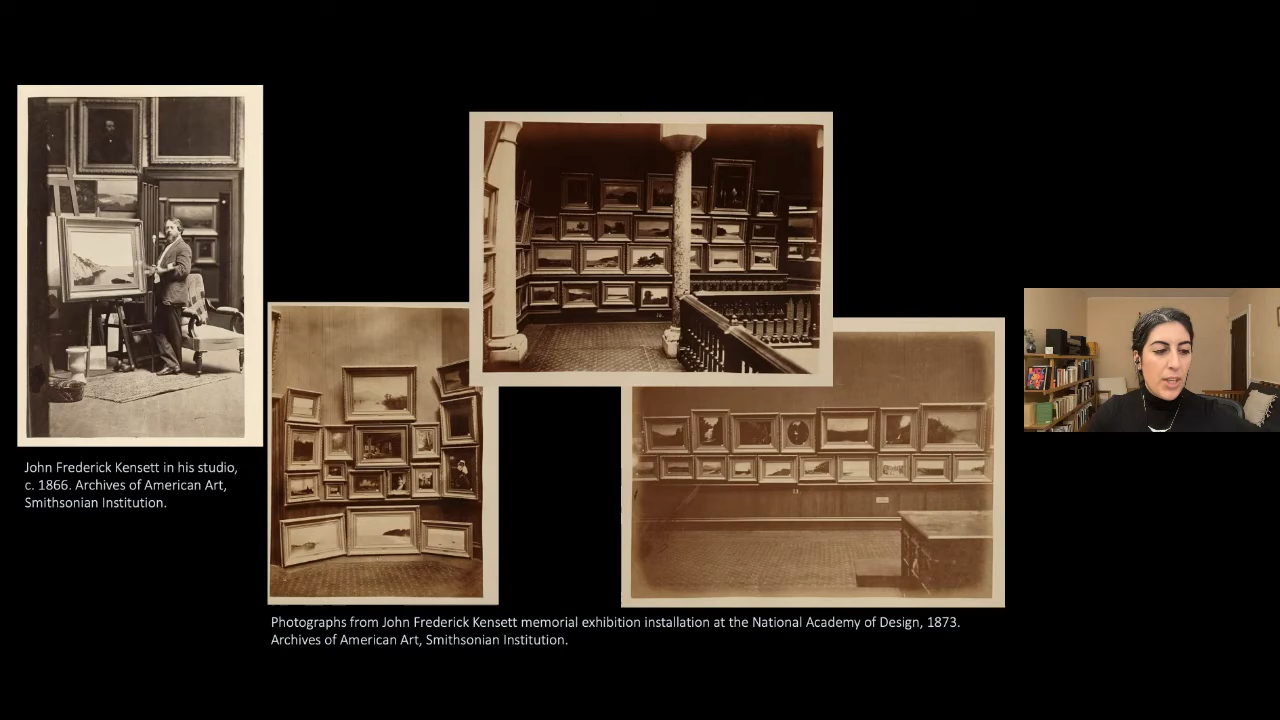 John Frederick Kensett in his studio,
c. 1866. Archives of American Art,
Smithsonian Institution.
Photographs from John Frederick Kensett memorial exhibition installation at the National Academy of Design, 1873.
Archives of American Art, Smithsonian Institution.